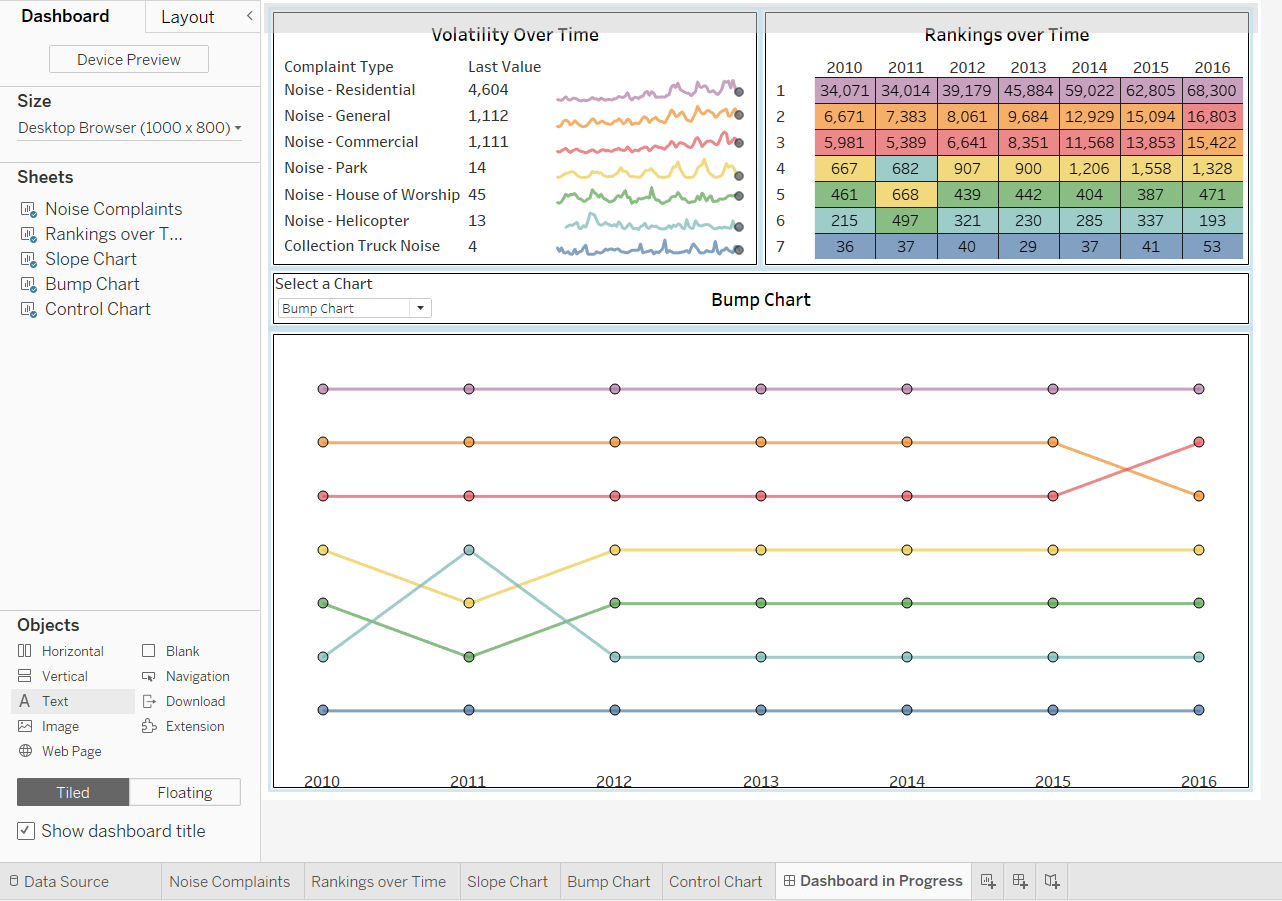 Dashboard
Layout
<
Device Preview
Size
Desktop Browser (1000 x 800)
Sheets
Noise Complaints
Rankings over T...
Slope Chart
Bump Chart
Control Chart
Objects
Horizontal
Blank
Vertical
Navigation
A Text
Download
Image
Extension
Web Page
Tiled
Floating
Show dashboard title
Volatility Over Time
Complaint Type Last Value
Noise - Residential 4,604
Noise - General 1,112
Noise - Commercial 1,111
Noise - Park 14
Noise - House of Worship 45
Noise - Helicopter 13
Collection Truck Noise 4
Rankings over Time
2010 2011 2012 2013 2014 2015 2016
1 34,071 34,014 39,179 45,884 59,022 62,805 68,300
2 6,671 7,383 8,061 9,684 12,929 15,094 16,803
3 5,981 5,389 6,641 8,351 11,568 13,853 15,422
4 667 682 907 900 1,206 1,558 1,328
5 461 668 439 442 404 387 471
6 215 497 321 230 285 337 193
7 36 37 40 29 37 41 53
Select a Chart
Bump Chart
Bump Chart
2010 2011 2012 2013 2014 2015 2016
Data Source
Noise Complaints
Rankings over Time
Slope Chart
Bump Chart
Control Chart
Dashboard in Progress